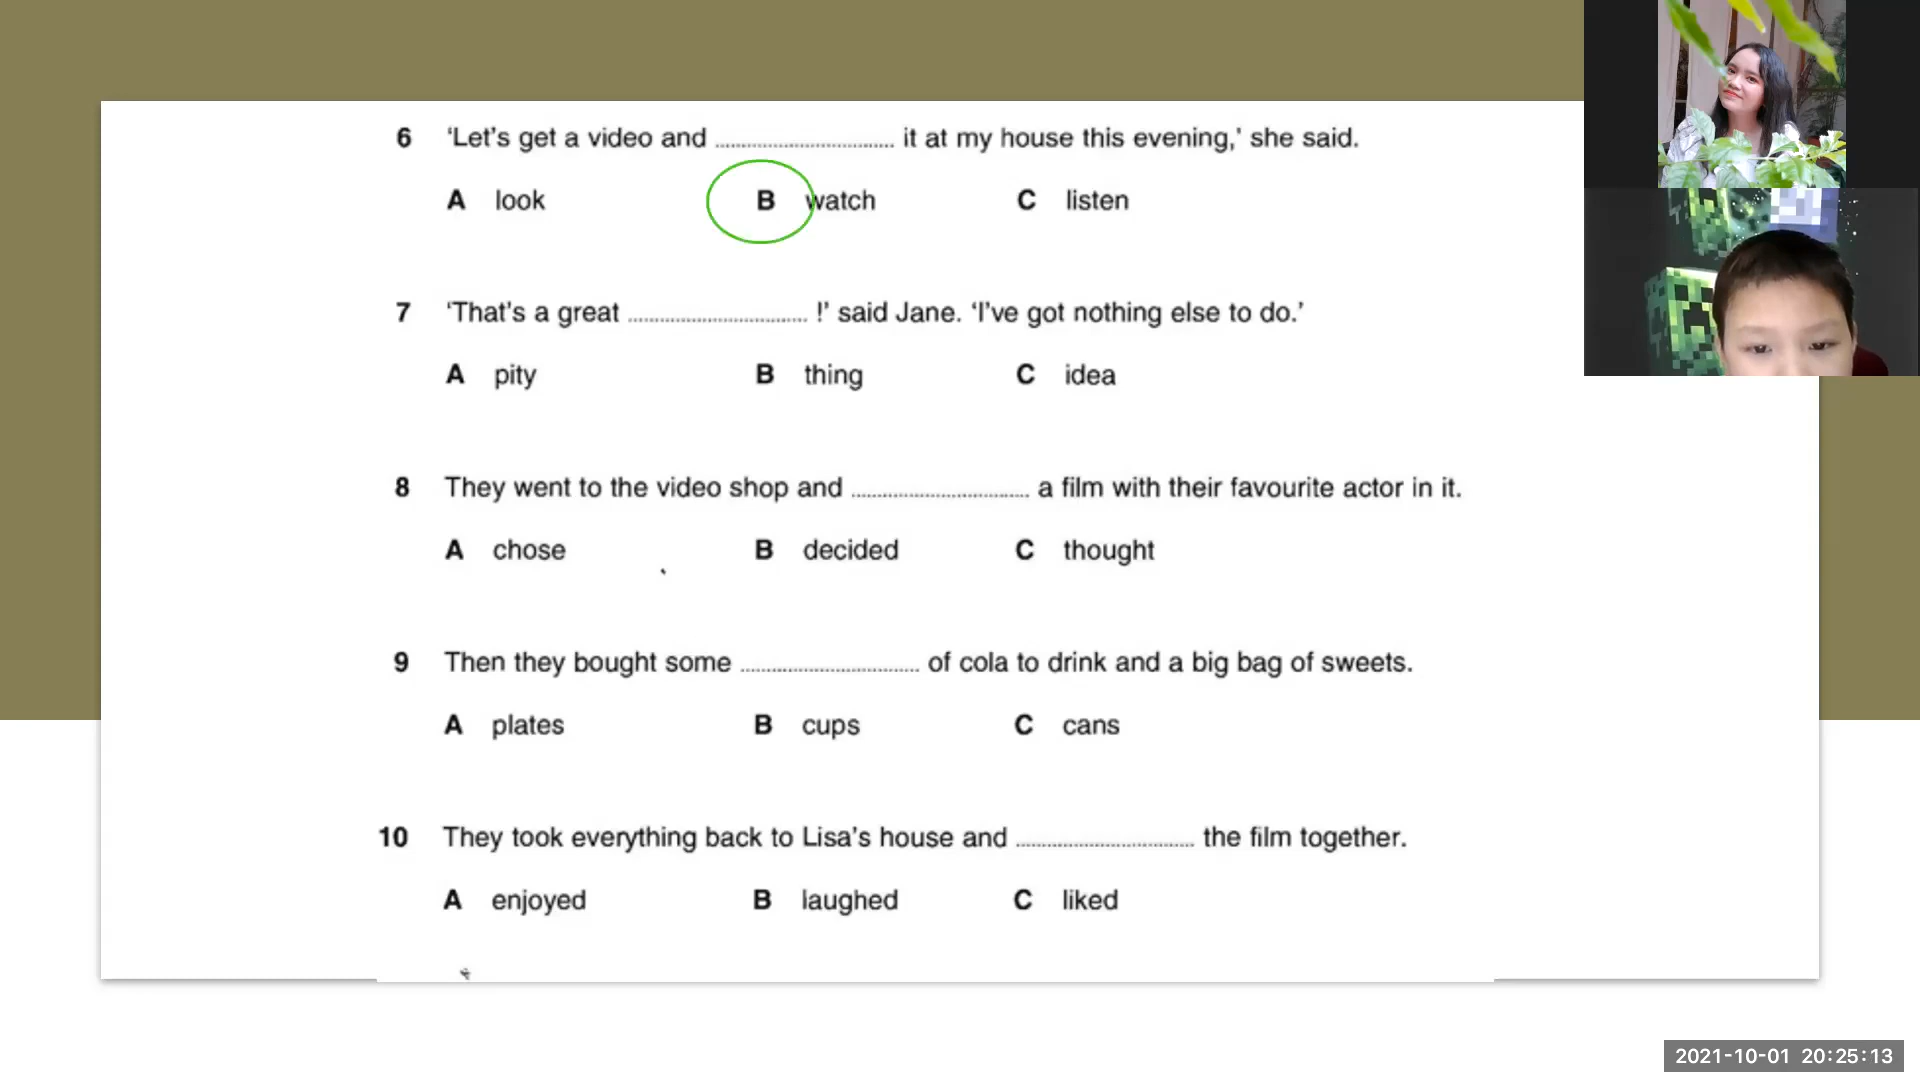 6 ‘Let’s get a video and .................................. it at my house this evening,’ she said.
A look B watch C listen
7 ‘That’s a great .................................. !’ said Jane. ‘I’ve got nothing else to do.’
A pity B thing C idea
8 They went to the video shop and .................................. a film with their favourite actor in it.
A chose B decided C thought
9 Then they bought some .................................. of cola to drink and a big bag of sweets.
A plates B cups C cans
10 They took everything back to Lisa’s house and .................................. the film together.
A enjoyed B laughed C liked
2021-10-01 20:25:13